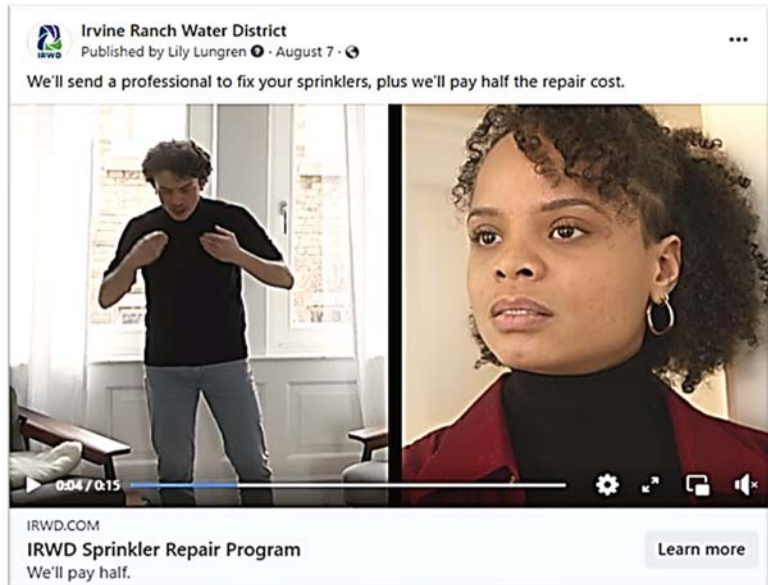 IRWD
Irvine Ranch Water District
Published by Lily Lungren · August 7 ·
We'll send a professional to fix your sprinklers, plus we'll pay half the repair cost.
0:04 / 0:15
IRWD.COM
IRWD Sprinkler Repair Program
We'll pay half.
Learn more